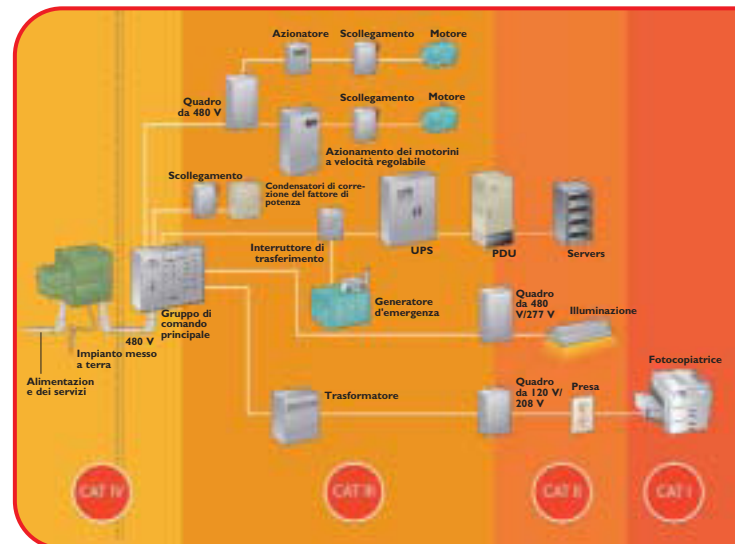 Azionatore
Scollegamento
Motore
Quadro
da 480 V
Scollegamento
Motore
Azionamento dei motorini
a velocità regolabile
Scollegamento
Condensatori di corre-
zione del fattore di
potenza
Interruttore di
trasferimento
UPS
PDU
Servers
Generatore
d'emergenza
Quadro
da 480
V/277 V
Illuminazione
480 V
Gruppo di
comando
principale
Impianto messo
a terra
Alimentazion
e dei servizi
Trasformatore
Quadro
da 120 V/
208 V
Presa
Fotocopiatrice
CAT IV
CAT III
CAT II
CAT I